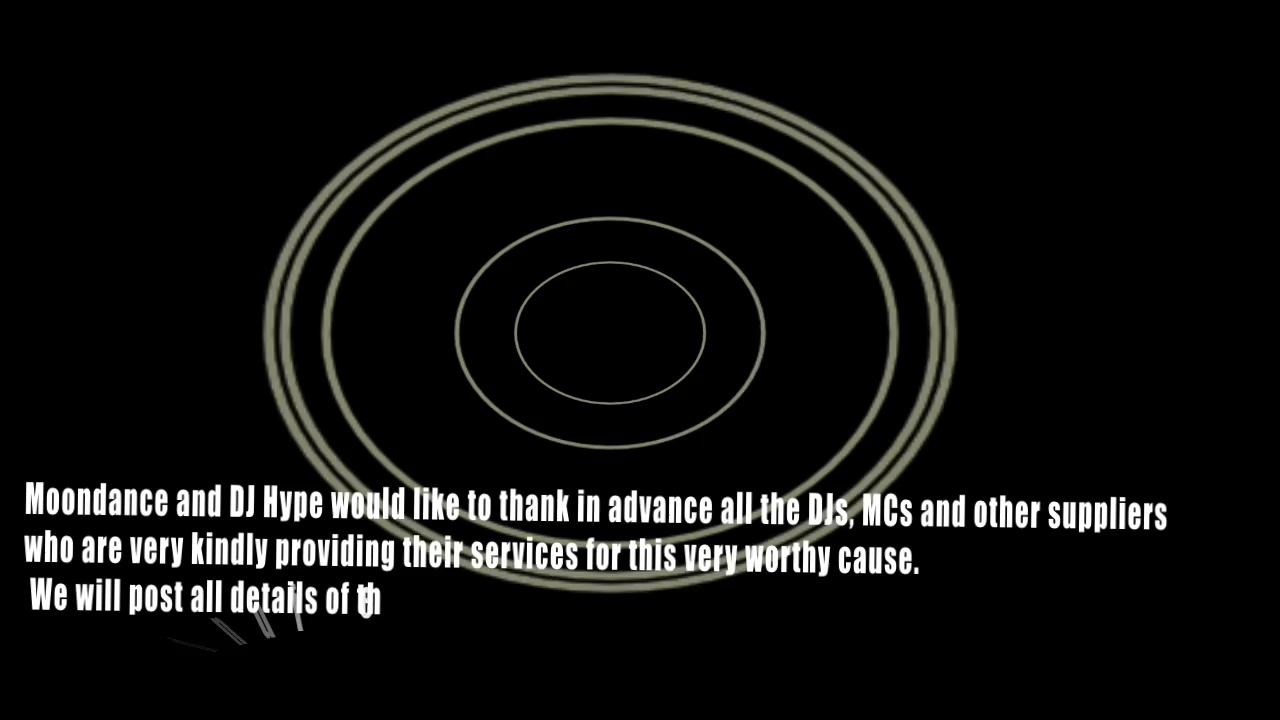 Moondance and DJ Hype would like to thank in advance all the DJs, MCs and other suppliers
who are very kindly providing their services for this very worthy cause.
We will post all details of